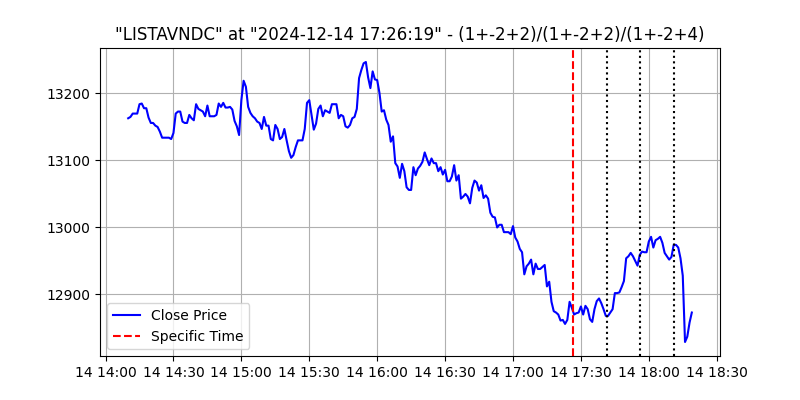 "LISTAVNDC" at "2024-12-14 17:26:19" - (1+-2+2)/(1+-2+2)/(1+-2+4)
13200
13100
13000
12900
Close Price
Specific Time
14 14:00 14 14:30 14 15:00 14 15:30 14 16:00 14 16:30 14 17:00 14 17:30 14 18:00 14 18:30